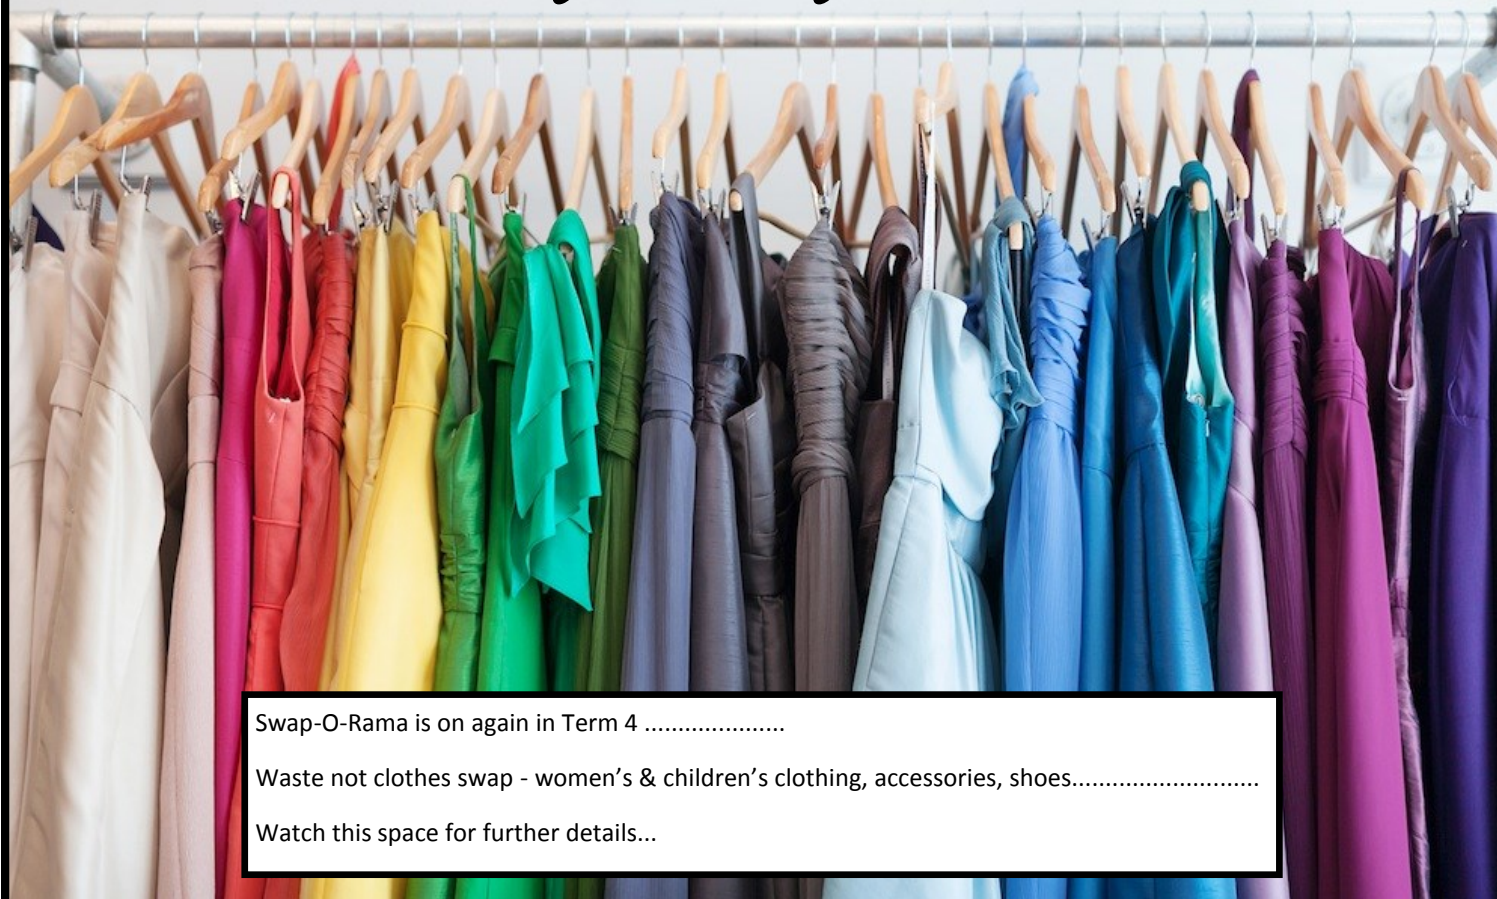 Swap-O-Rama is on again in Term 4 .....................
Waste not clothes swap - women’s & children’s clothing, accessories, shoes............................
Watch this space for further details...